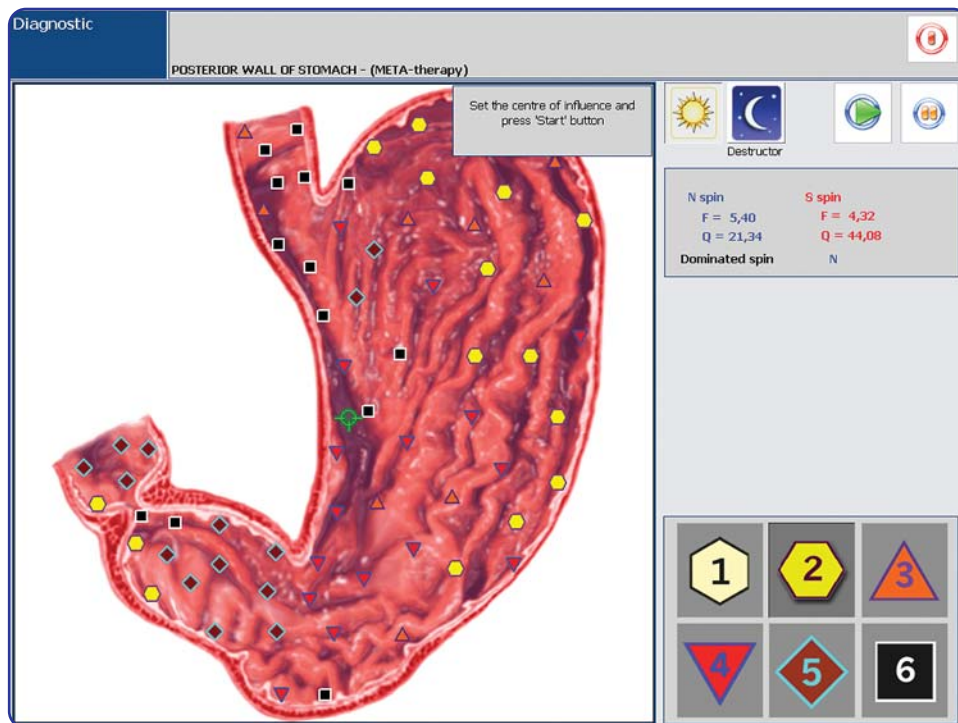 Diagnostic
POSTERIOR WALL OF STOMACH - (META-therapy)
Set the centre of influence and
press 'Start' button
Destructor
N spin
S spin
F = 5,40
F = 4,32
Q = 21,34
Q = 44,08
Dominated spin
N
1
2
3
4
5
6